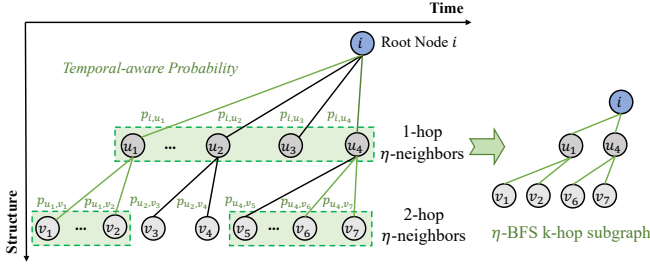 Time
i
Root Node i
Temporal-aware Probability
p_{i,u_1}
p_{i,u_2}
p_{i,u_3}
p_{i,u_4}
u_1
...
u_2
u_3
u_4
1-hop
η-neighbors
i
u_1
u_4
v_1
v_2
v_6
v_7
p_{u_1,v_1}
p_{u_1,v_2}
p_{u_2,v_3}
p_{u_2,v_4}
p_{u_4,v_5}
p_{u_4,v_6}
p_{u_4,v_7}
v_1
...
v_2
v_3
v_4
v_5
...
v_6
v_7
2-hop
η-neighbors
η-BFS k-hop subgraph
Structure